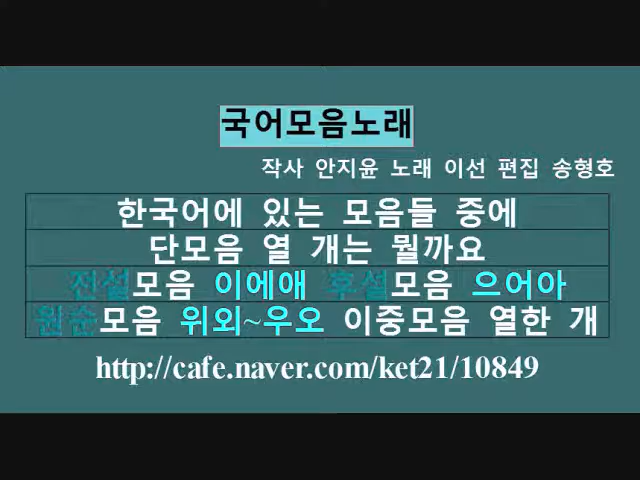 국어모음노래
작사 안지윤 노래 이선 편집 송형호
한국어에 있는 모음들 중에
단모음 열 개는 뭘까요
전설모음 이에애 후설모음 으어아
원순모음 위외~우오 이중모음 열한 개
http://cafe.naver.com/ket21/10849